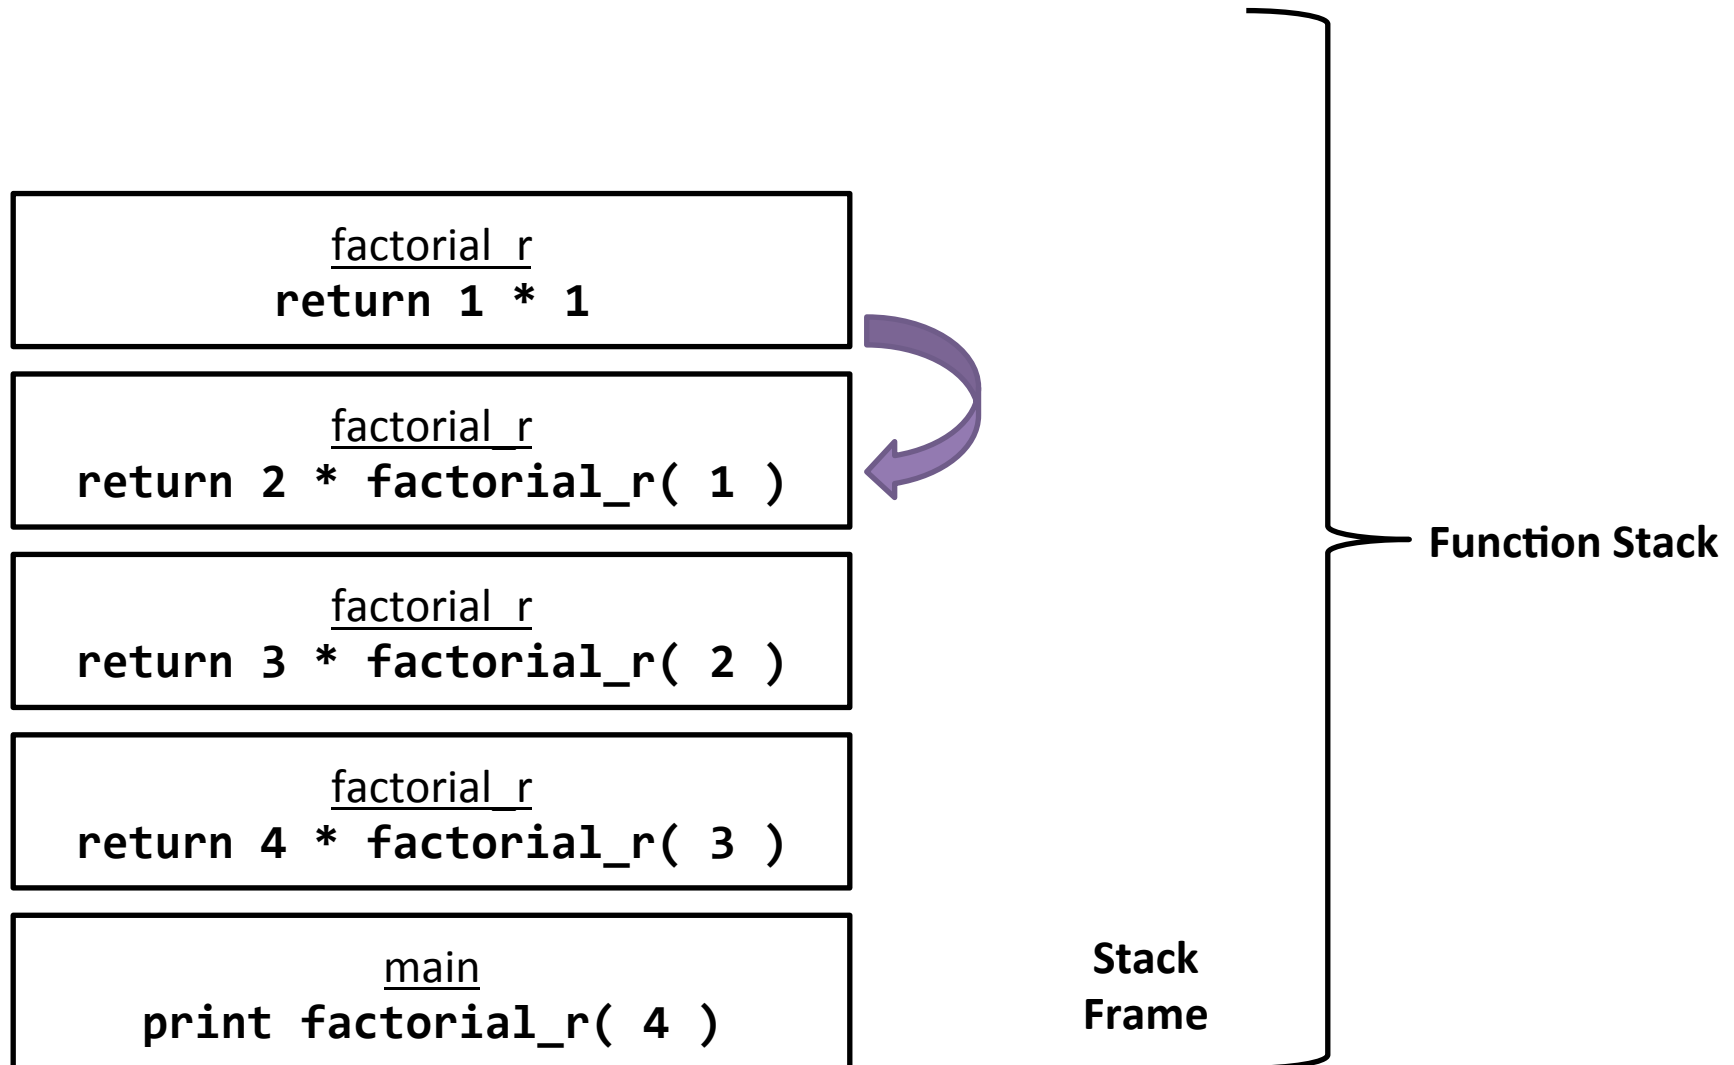 factorial_r
return 1 * 1
factorial_r
return 2 * factorial_r( 1 )
factorial_r
return 3 * factorial_r( 2 )
factorial_r
return 4 * factorial_r( 3 )
main
print factorial_r( 4 )
Stack
Frame
Function Stack